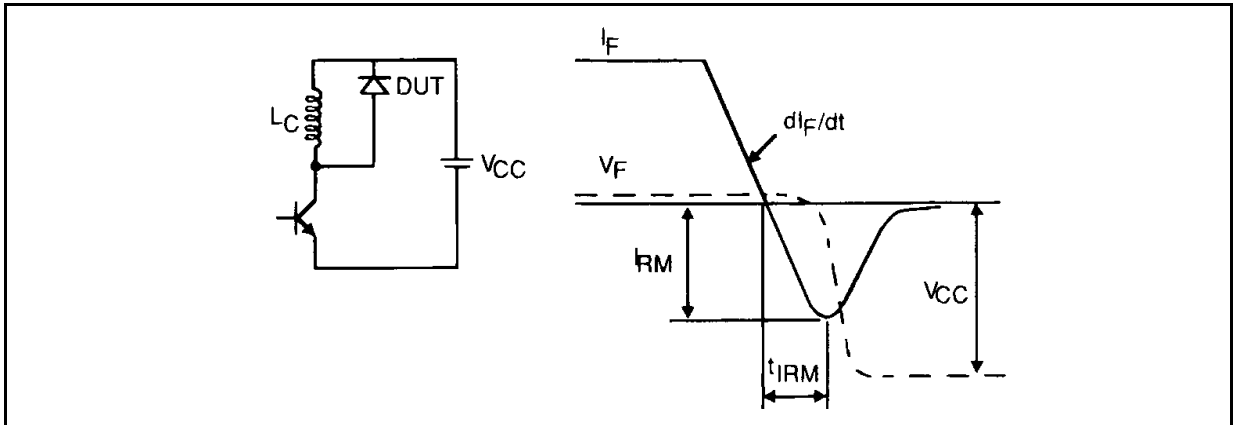 DUT
LC
VCC
IF
dIF/dt
VF
IRM
VCC
tIRM